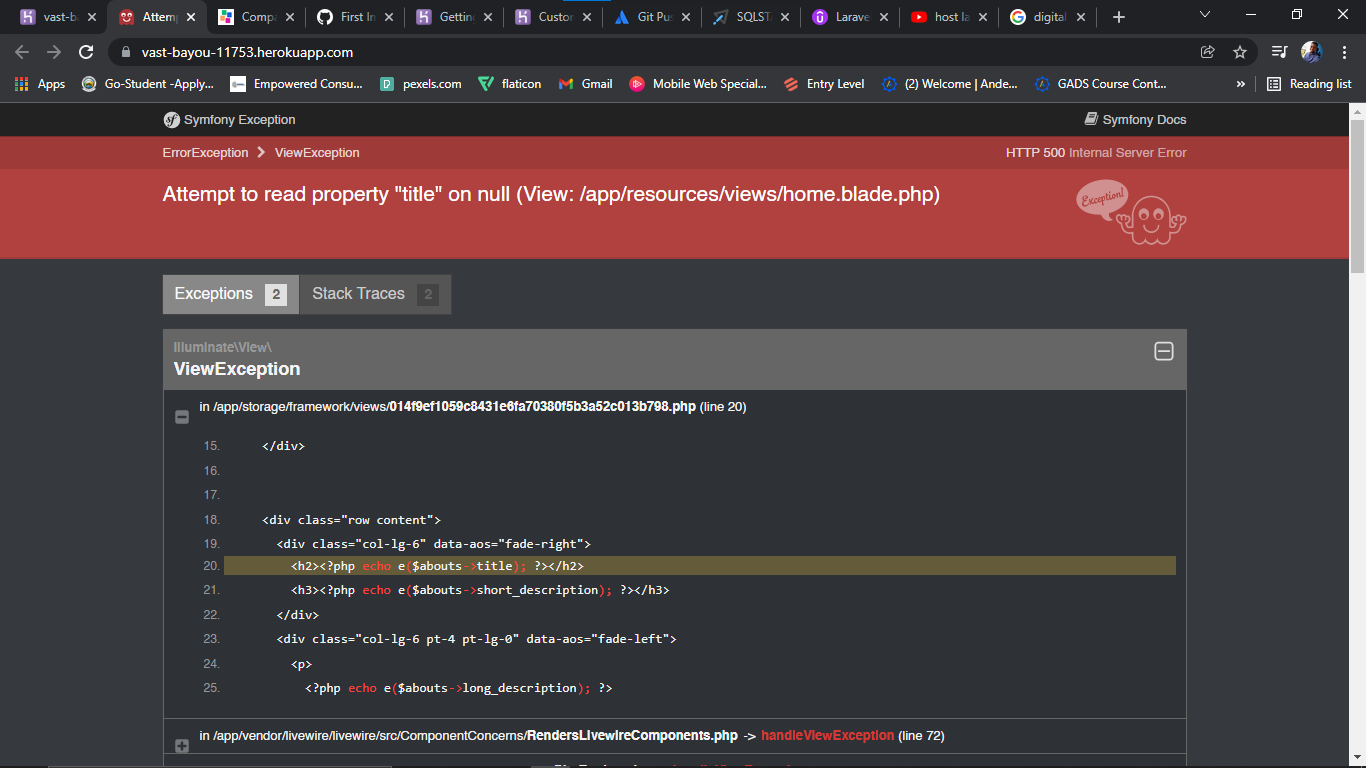 vast-b
Attem
Comp
First In
Gettin
Custor
Git Pu
SQLST
Larave
host la
digital
vast-bayou-11753.herokuapp.com
Apps
Go-Student -Apply...
Empowered Consu...
pexels.com
flaticon
Gmail
Mobile Web Special...
Entry Level
(2) Welcome | Ande...
GADS Course Cont...
»
Reading list
Symfony Exception
Symfony Docs
ErrorException
ViewException
HTTP 500 Internal Server Error
Attempt to read property "title" on null (View: /app/resources/views/home.blade.php)
Exception!
Exceptions 2
Stack Traces 2
Illuminate\View\
ViewException
in /app/storage/framework/views/014f9ef1059c8431e6fa70380f5b3a52c013b798.php (line 20)
15. </div>
16.
17.
18. <div class="row content">
19. <div class="col-lg-6" data-aos="fade-right">
20. <h2><?php echo e($abouts->title); ?></h2>
21. <h3><?php echo e($abouts->short_description); ?></h3>
22. </div>
23. <div class="col-lg-6 pt-4 pt-lg-0" data-aos="fade-left">
24. <p>
25. <?php echo e($abouts->long_description); ?>
in /app/vendor/livewire/livewire/src/ComponentConcerns/RendersLivewireComponents.php -> handleViewException (line 72)